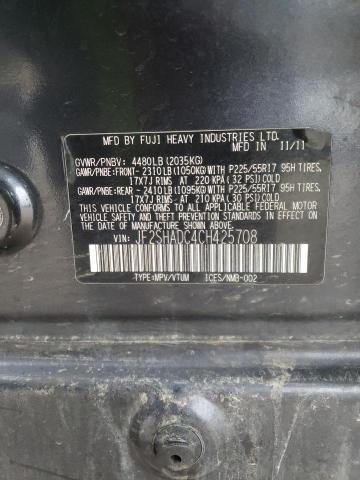 MFD BY FUJI HEAVY INDUSTRIES LTD.
MFD IN 11/11
GVWR/PNBV: 4480LB (2035KG)
GAWR/PNBE:FRONT- 2310LB (1050KG) WITH P225/55R17 95H TIRES,
17X7J RIMS AT 220 KPA (32 PSI)COLD
GAWR/PNBE:REAR - 2410LB (1095KG) WITH P225/55R17 95H TIRES,
17X7J RIMS AT 210 KPA (30 PSI)COLD
THIS VEHICLE CONFORMS TO ALL APPLICABLE
FEDERAL MOTOR VEHICLE SAFETY STANDARDS
IN EFFECT ON THE DATE OF MANUFACTURE SHOWN ABOVE.
VIN: JF2SHADC4CH425708
TYPE:MPV/VTUM ICES/NMB-002